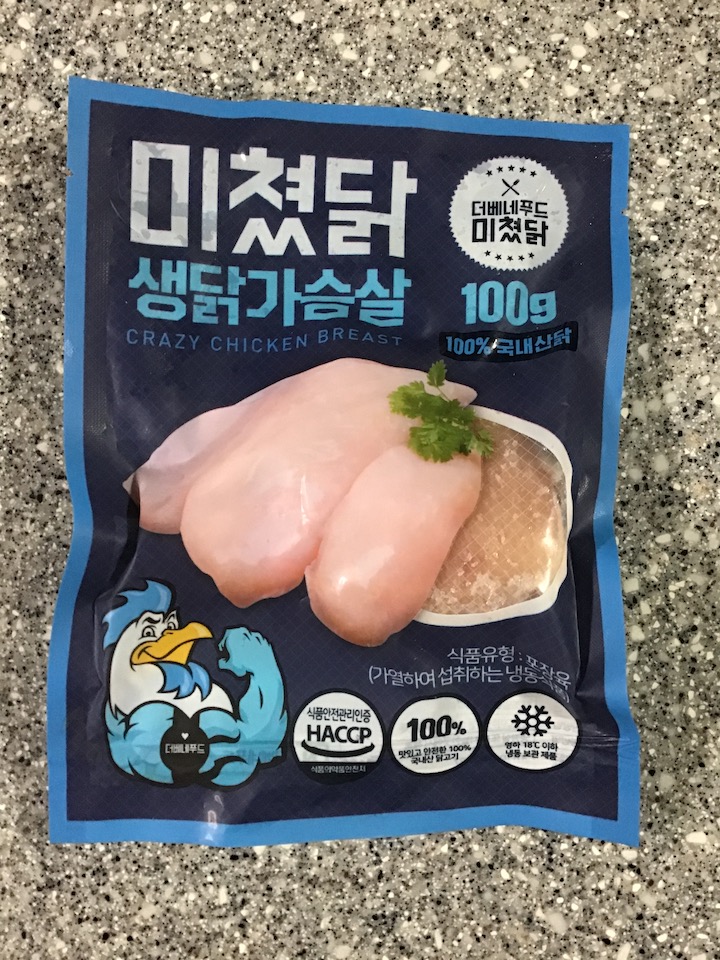 미쳤닭
생닭가슴살
CRAZY CHICKEN BREAST
더베네푸드
미쳤닭
100g
100% 국내산닭
식품유형 : 포장육
(가열하여 섭취하는 냉동식품)
더베네푸드
식품안전관리인증
HACCP
식품의약품안전처
100%
맛있고 안전한 100%
국내산 닭고기
영하 18℃ 이하
냉동 보관 제품